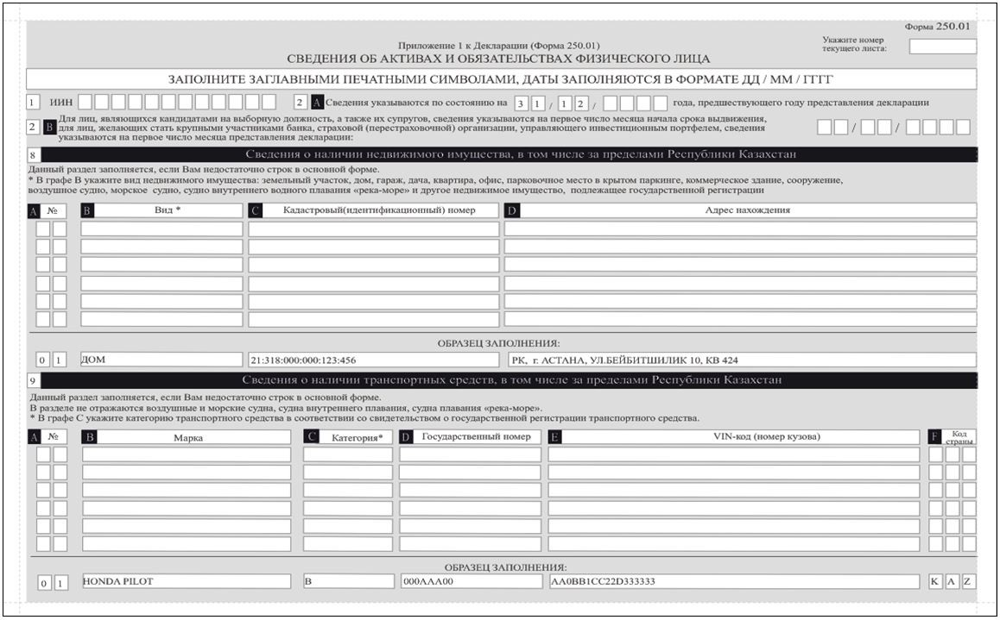 Форма 250.01
Приложение 1 к Декларации (Форма 250.01)
Укажите номер
текущего листа:
СВЕДЕНИЯ ОБ АКТИВАХ И ОБЯЗАТЕЛЬСТВАХ ФИЗИЧЕСКОГО ЛИЦА
ЗАПОЛНИТЕ ЗАГЛАВНЫМИ ПЕЧАТНЫМИ СИМВОЛАМИ, ДАТЫ ЗАПОЛНЯЮТСЯ В ФОРМАТЕ ДД / ММ / ГГГГ
1 ИИН 2 A Сведения указываются по состоянию на 3 1 / 1 2 / года, предшествующего году представления декларации
2 B Для лиц, являющихся кандидатами на выборную должность, а также их супругов, сведения указываются на первое число месяца начала срока выдвижения,
для лиц, желающих стать крупными участниками банка, страховой (перестраховочной) организации, управляющего инвестиционным портфелем, сведения / /
указываются на первое число месяца представления декларации:
8 Сведения о наличии недвижимого имущества, в том числе за пределами Республики Казахстан
Данный раздел заполняется, если Вам недостаточно строк в основной форме.
* В графе В укажите вид недвижимого имущества: земельный участок, дом, гараж, дача, квартира, офис, парковочное место в крытом паркинге, коммерческое здание, сооружение,
воздушное судно, морское судно, судно внутреннего водного плавания «река-море» и другое недвижимое имущество, подлежащее государственной регистрации
A № B Вид * C Кадастровый(идентификационный) номер D Адрес нахождения
ОБРАЗЕЦ ЗАПОЛНЕНИЯ:
0 1 ДОМ 21:318:000:000:123:456 РК, г. АСТАНА, УЛ.БЕЙБИТШИЛИК 10, КВ 424
9 Сведения о наличии транспортных средств, в том числе за пределами Республики Казахстан
Данный раздел заполняется, если Вам недостаточно строк в основной форме.
В разделе не отражаются воздушные и морские судна, судна внутреннего плавания, судна плавания «река-море».
* В графе С укажите категорию транспортного средства в соответствии со свидетельством о государственной регистрации транспортного средства.
A № B Марка C Категория* D Государственный номер E VIN-код (номер кузова) F Код
страны
ОБРАЗЕЦ ЗАПОЛНЕНИЯ:
0 1 HONDA PILOT B 000AAA00 AA0BB1CC22D333333 K A Z